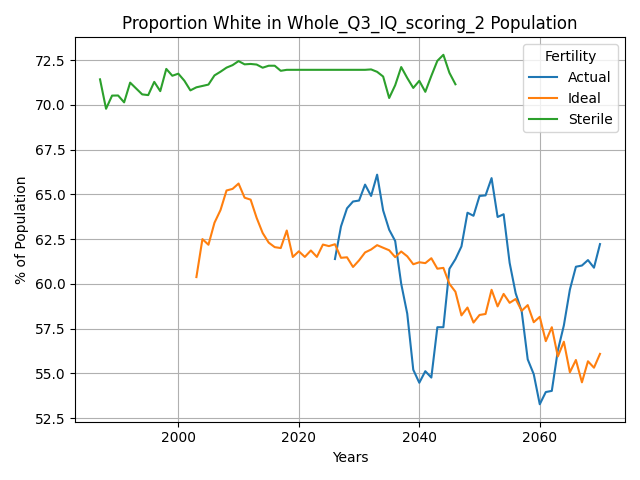 Proportion White in Whole_Q3_IQ_scoring_2 Population
Fertility
Actual
Ideal
Sterile
% of Population
72.5
70.0
67.5
65.0
62.5
60.0
57.5
55.0
52.5
2000
2020
2040
2060
Years